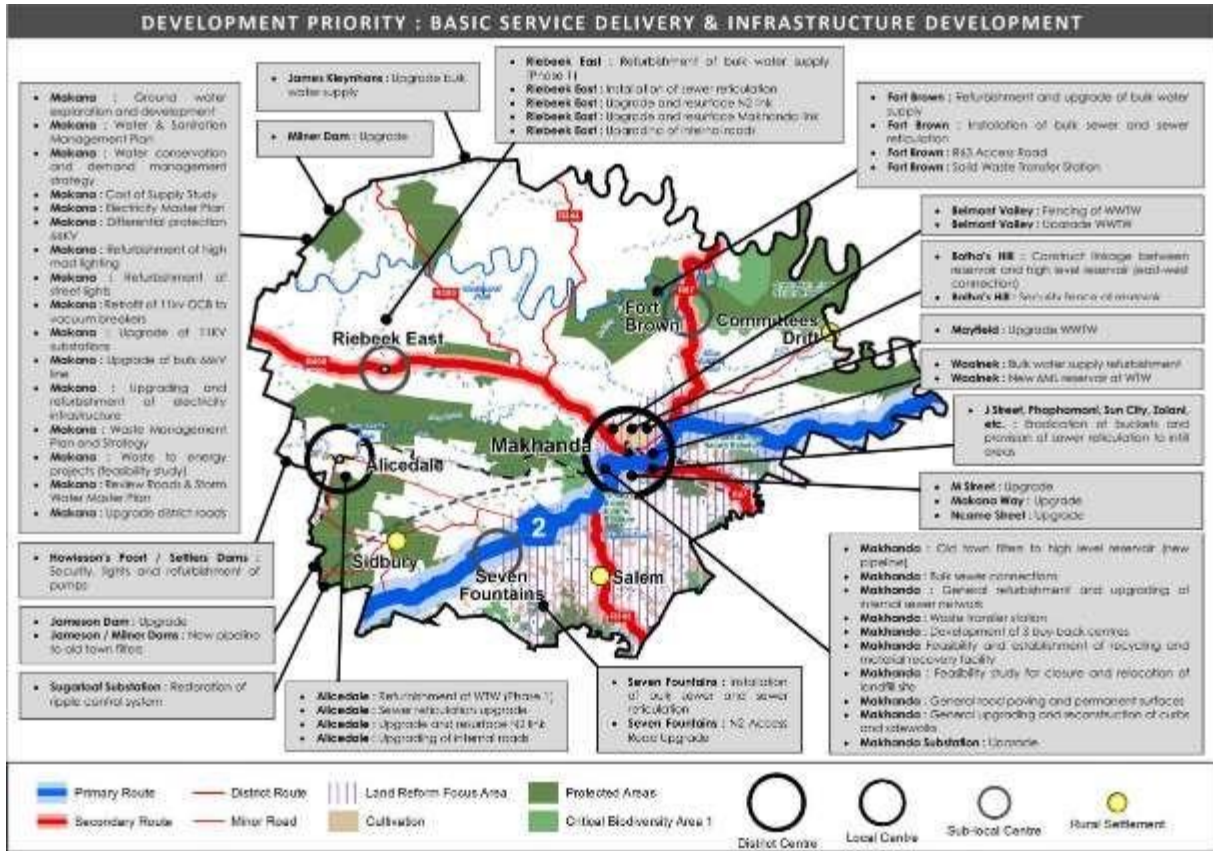 DEVELOPMENT PRIORITY : BASIC SERVICE DELIVERY & INFRASTRUCTURE DEVELOPMENT
• Makana : Ground water
exploration and development
• Makana : Water & Sanitation
Management Plan
• Makana : Water conservation
and demand management
strategy
• Makana : Cost of Supply Study
• Makana : Electricity Master Plan
• Makana : Differential protection
66KV
• Makana : Refurbishment of high
mast lighting
• Makana : Refurbishment of
street lights
• Makana : Retrofit of 11kv OCB to
vacuum breakers
• Makana : Upgrade of 11KV
substations
• Makana : Upgrade of bulk 66kV
line
• Makana : Upgrading and
refurbishment of electricity
infrastructure
• Makana : Waste Management
Plan and Strategy
• Makana : Waste to energy
projects (feasibility study)
• Makana : Review Roads & Storm
Water Master Plan
• Makana : Upgrade district roads
• James Kleynhans : Upgrade bulk
water supply
• Milner Dam : Upgrade
• Riebeek East : Refurbishment of bulk water supply
(Phase 1)
• Riebeek East : Installation of sewer reticulation
• Riebeek East : Upgrade and resurface N2 link
• Riebeek East : Upgrade and resurface Makhanda link
• Riebeek East : Upgrading of internal roads
• Fort Brown : Refurbishment and upgrade of bulk water
supply
• Fort Brown : Installation of bulk sewer and sewer
reticulation
• Fort Brown : R63 Access Road
• Fort Brown : Solid Waste Transfer Station
• Belmont Valley : Fencing of WWTW
• Belmont Valley : Upgrade WWTW
• Botha's Hill : Construct linkage between
reservoir and high level reservoir (east-west
connection)
• Botha's Hill : Security fence at reservoir
• Mayfield : Upgrade WWTW
• Waainek : Bulk water supply refurbishment
• Waainek : New 6ML reservoir at WTW
• J Street, Phaphamani, Sun City, Zolani,
etc. : Eradication of buckets and
provision of sewer reticulation to infill
areas
• M Street : Upgrade
• Makana Way : Upgrade
• Ncame Street : Upgrade
• Makhanda : Old town filters to high level reservoir (new
pipeline)
• Makhanda : Bulk sewer connections
• Makhanda : General refurbishment and upgrading of
internal sewer network
• Makhanda : Waste transfer station
• Makhanda : Development of 3 buy-back centres
• Makhanda Feasibility and establishment of recycling and
material recovery facility
• Makhanda : Feasibility study for closure and relocation of
landfill site
• Makhanda : General road paving and permanent surfaces
• Makhanda : General upgrading and reconstruction of curbs
and sidewalks
• Makhanda Substation : Upgrade
• Howieson's Poort / Settlers Dams :
Security, lights and refurbishment of
pumps
• Jameson Dam : Upgrade
• Jameson / Milner Dams : New pipeline
to old town filters
• Sugarloaf Substation : Restoration of
ripple control system
• Alicedale : Refurbishment of WTW (Phase 1)
• Alicedale : Sewer reticulation upgrade
• Alicedale : Upgrade and resurface N2 link
• Alicedale : Upgrading of internal roads
• Seven Fountains : Installation
of bulk sewer and sewer
reticulation
• Seven Fountains : N2 Access
Road Upgrade
Fort
Brown
Committees
Drift
Riebeek East
R67
Makhanda
Alicedale
2
Sidbury
Seven
Fountains
Salem
Primary Route
Secondary Route
District Route
Minor Road
Land Reform Focus Area
Cultivation
Protected Areas
Critical Biodiversity Area 1
District Centre
Local Centre
Sub-local Centre
Rural Settlement